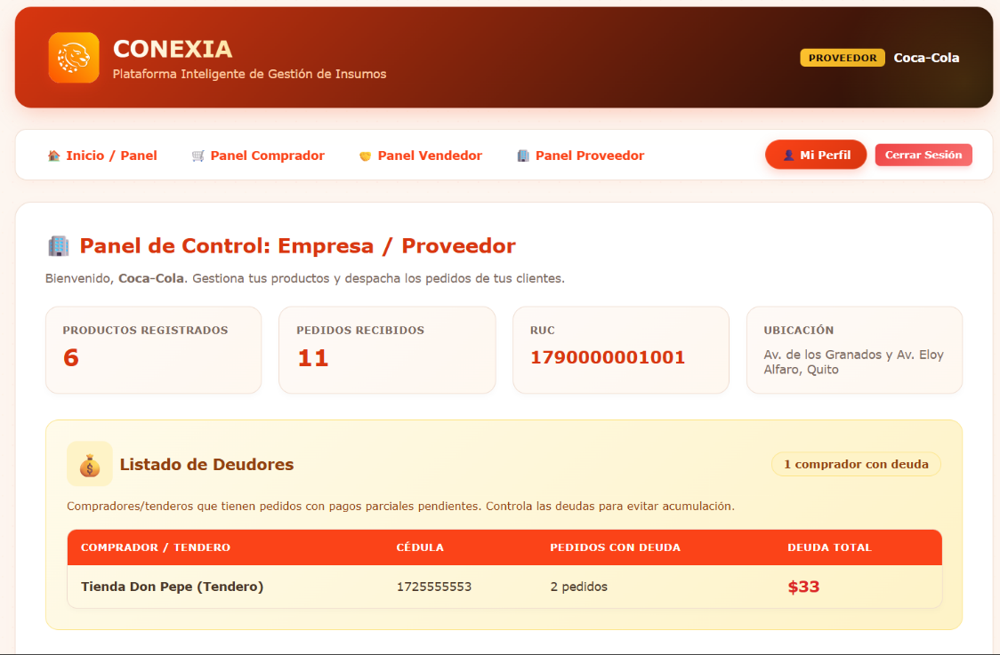 CONEXIA
Plataforma Inteligente de Gestión de Insumos
PROVEEDOR Coca-Cola
Inicio / Panel Panel Comprador Panel Vendedor Panel Proveedor Mi Perfil Cerrar Sesión
Panel de Control: Empresa / Proveedor
Bienvenido, Coca-Cola. Gestiona tus productos y despacha los pedidos de tus clientes.
PRODUCTOS REGISTRADOS
6
PEDIDOS RECIBIDOS
11
RUC
1790000001001
UBICACIÓN
Av. de los Granados y Av. Eloy
Alfaro, Quito
Listado de Deudores
1 comprador con deuda
Compradores/tenderos que tienen pedidos con pagos parciales pendientes. Controla las deudas para evitar acumulación.
COMPRADOR / TENDERO CÉDULA PEDIDOS CON DEUDA DEUDA TOTAL
Tienda Don Pepe (Tendero) 1725555553 2 pedidos $33